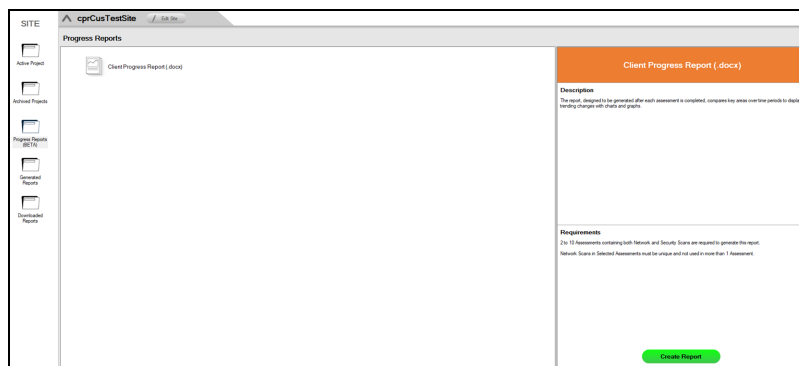 SITE
cprCusTestSite
Edit Site
Progress Reports
Active Project
Archived Projects
Progress Reports
(BETA)
Generated
Reports
Downloaded
Reports
Client Progress Report (.docx)
Client Progress Report (.docx)
Description
The report, designed to be generated after each assessment is completed, compares key areas over time periods to displa
trending changes with charts and graphs.
Requirements
2 to 10 Assessments containing both Network and Security Scans are required to generate this report.
Network Scans in Selected Assessments must be unique and not used in more than 1 Assessment.
Create Report